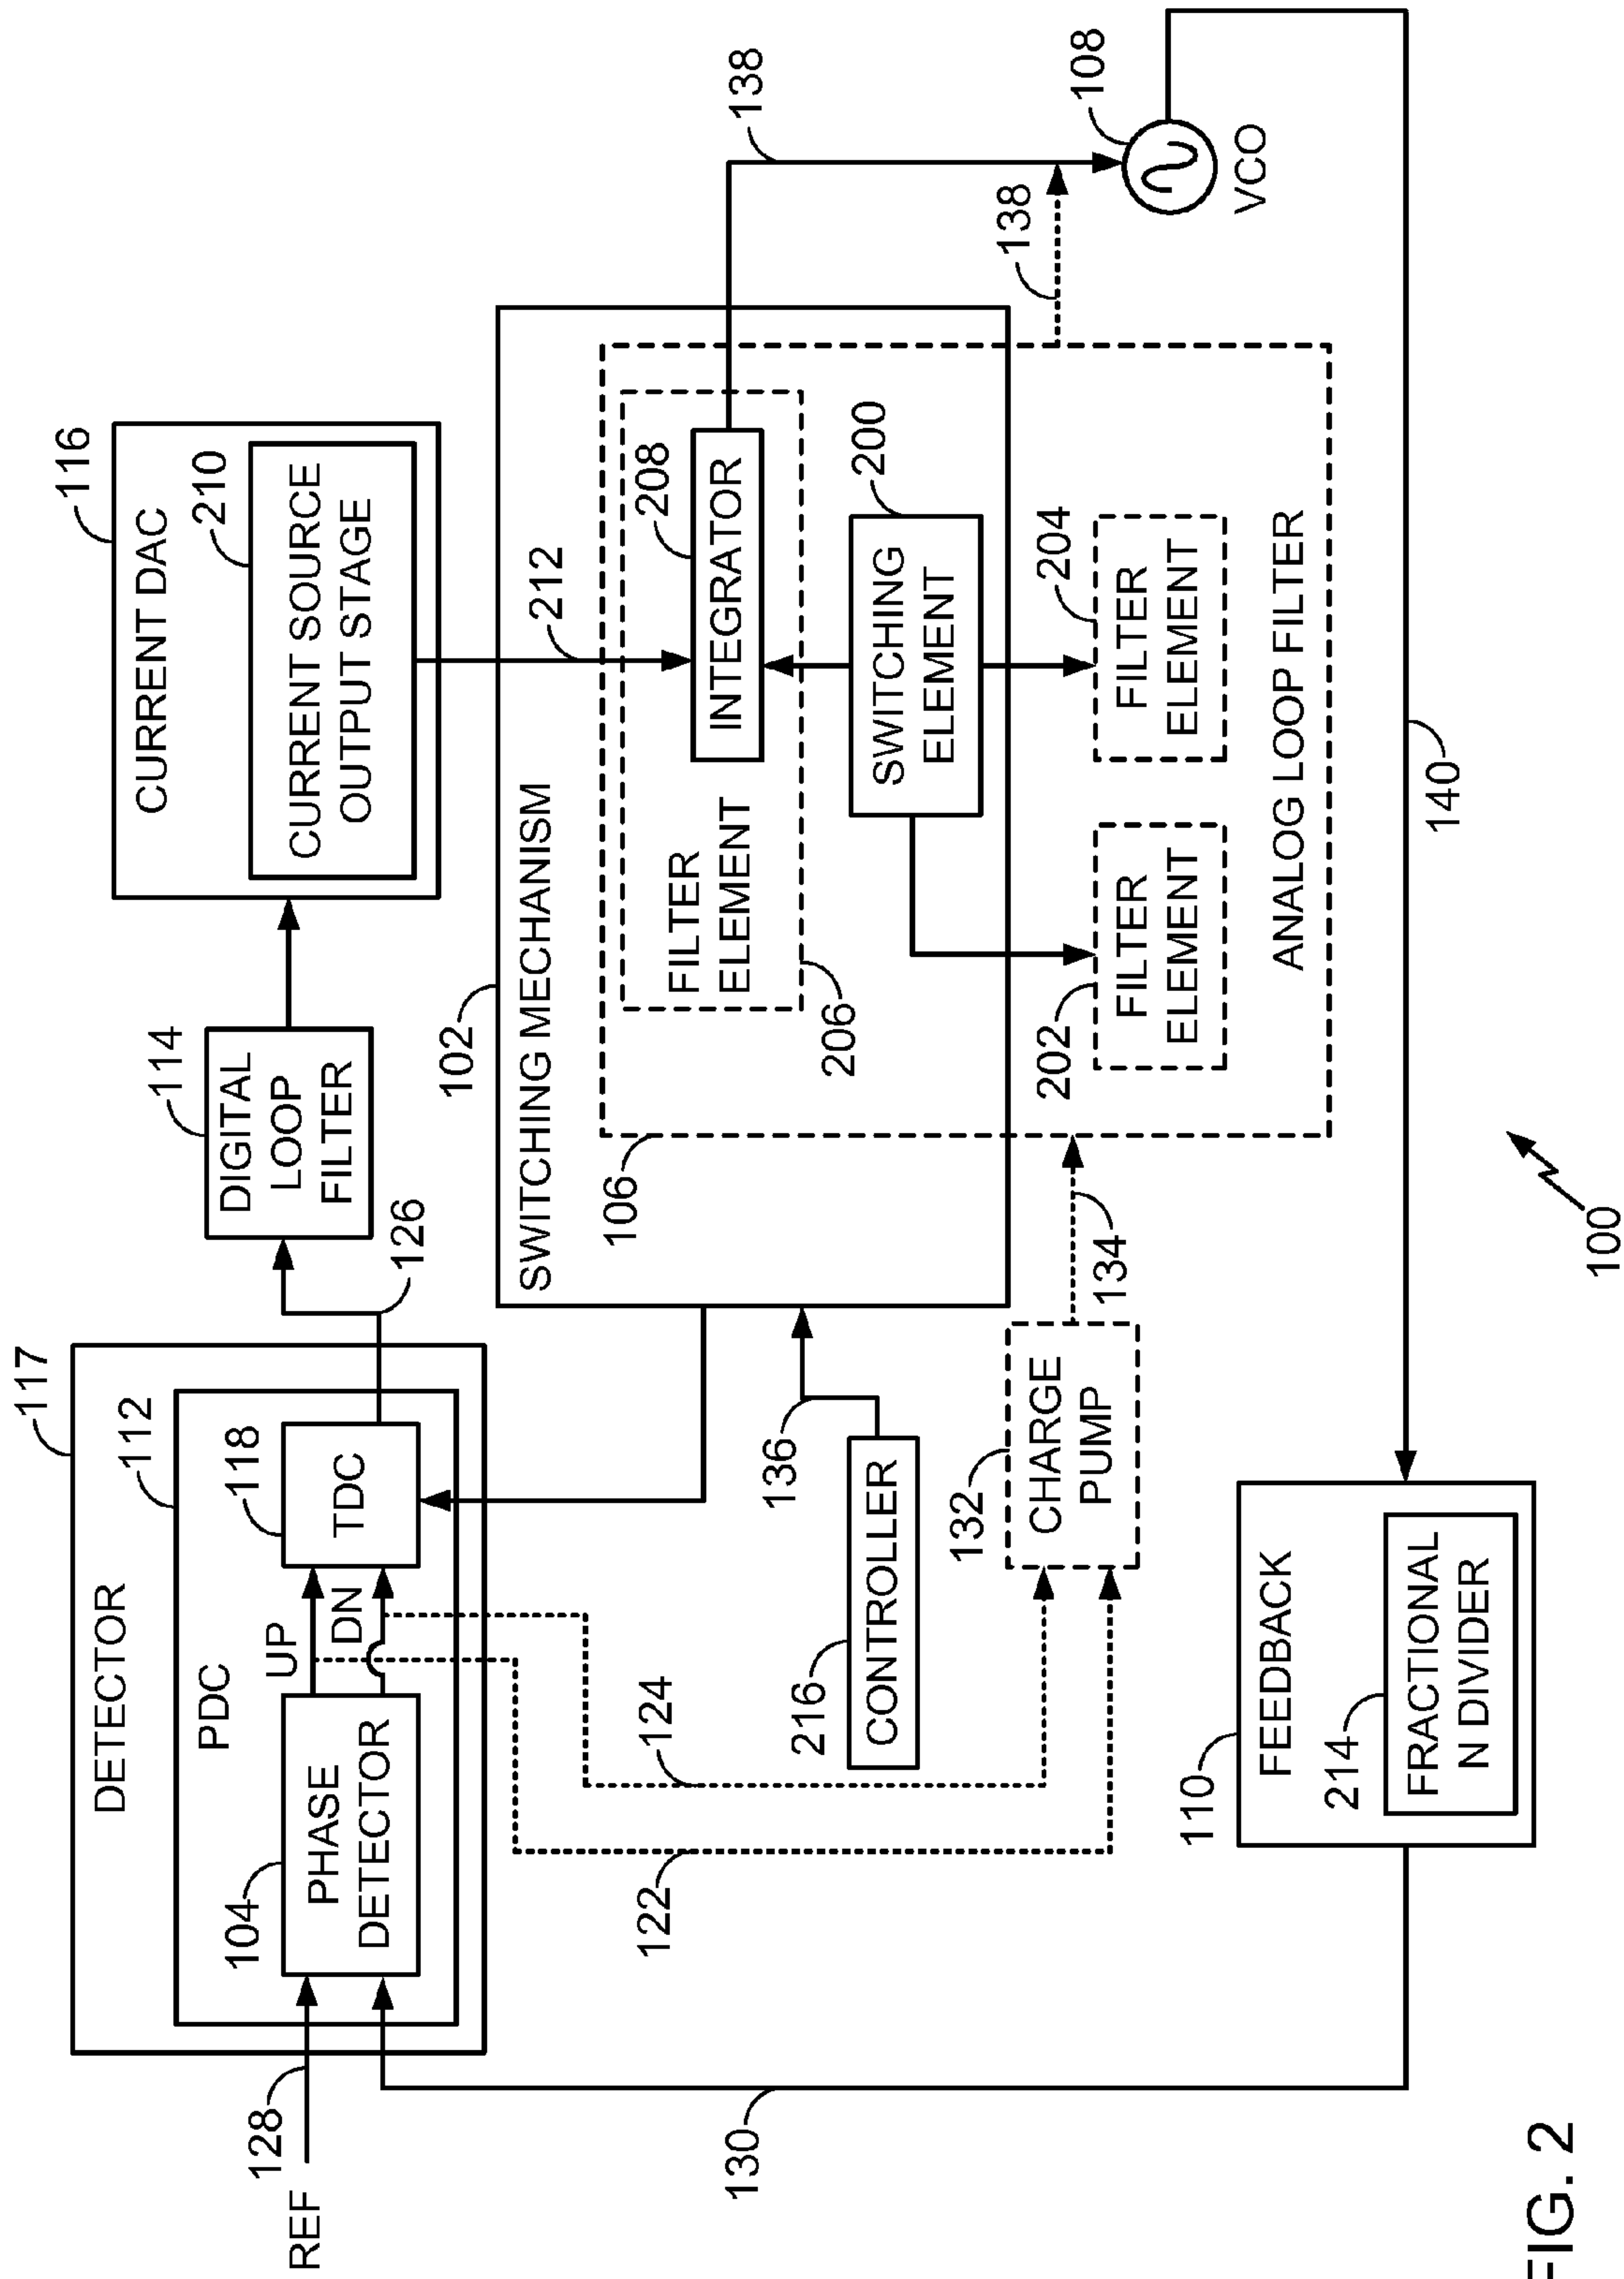 117
DETECTOR
112
PDC
104
PHASE
DETECTOR
UP
DN
118
TDC
REF
128
126
114
DIGITAL
LOOP
FILTER
116
CURRENT DAC
210
CURRENT SOURCE
OUTPUT STAGE
212
102
SWITCHING MECHANISM
106
206
FILTER
ELEMENT
208
INTEGRATOR
138
138
108
VCO
200
SWITCHING
ELEMENT
202
FILTER
ELEMENT
204
FILTER
ELEMENT
ANALOG LOOP FILTER
136
216
CONTROLLER
124
122
132
CHARGE
PUMP
134
130
110
FEEDBACK
214
FRACTIONAL
N DIVIDER
140
100
FIG. 2